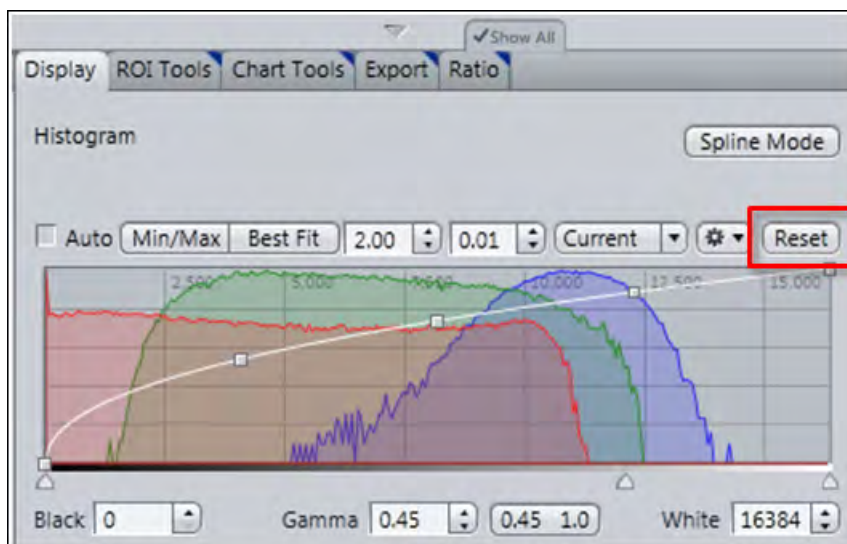 ✓Show All
Display ROI Tools Chart Tools Export Ratio
Histogram
Spline Mode
Auto Min/Max Best Fit 2.00 0.01 Current Reset
2,500 5,000 7,500 10,000 12,500 15,000
Black 0 Gamma 0.45 0.45 1.0 White 16384